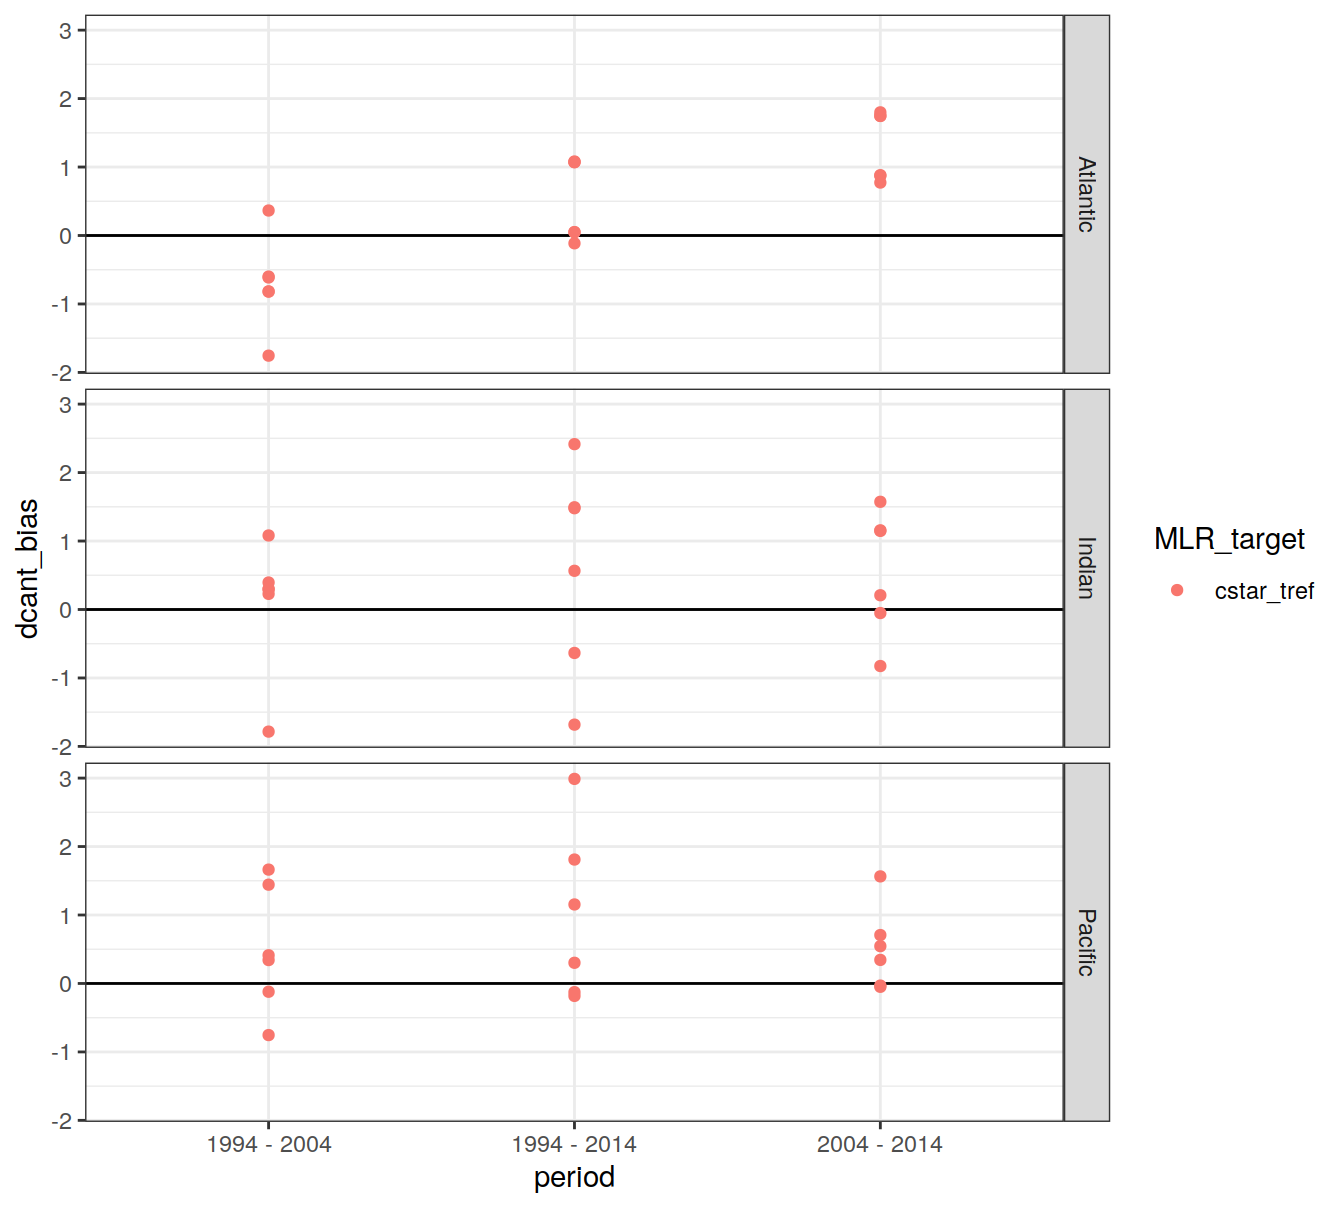 3
2
1
0
-1
-2
Atlantic
3
2
1
0
-1
-2
Indian
3
2
1
0
-1
-2
Pacific
dcant_bias
1994 - 2004
1994 - 2014
2004 - 2014
period
MLR_target
cstar_tref